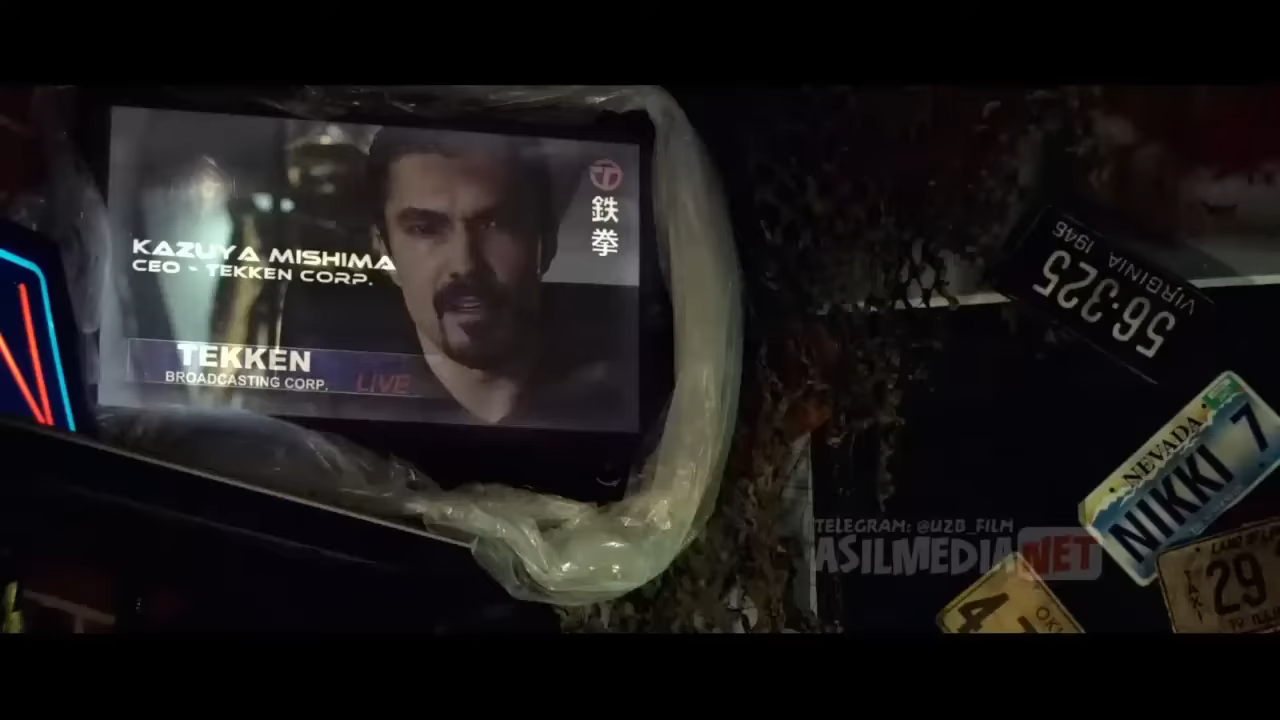 鉄
拳
KAZUYA MISHIMA
CEO - TEKKEN CORP.
TEKKEN
BROADCASTING CORP. LIVE
56·325
VIRGINIA 1946
NEVADA
NIKKI 7
29
4
TELEGRAM: @UZB_FILM
ASILMEDIA.NET